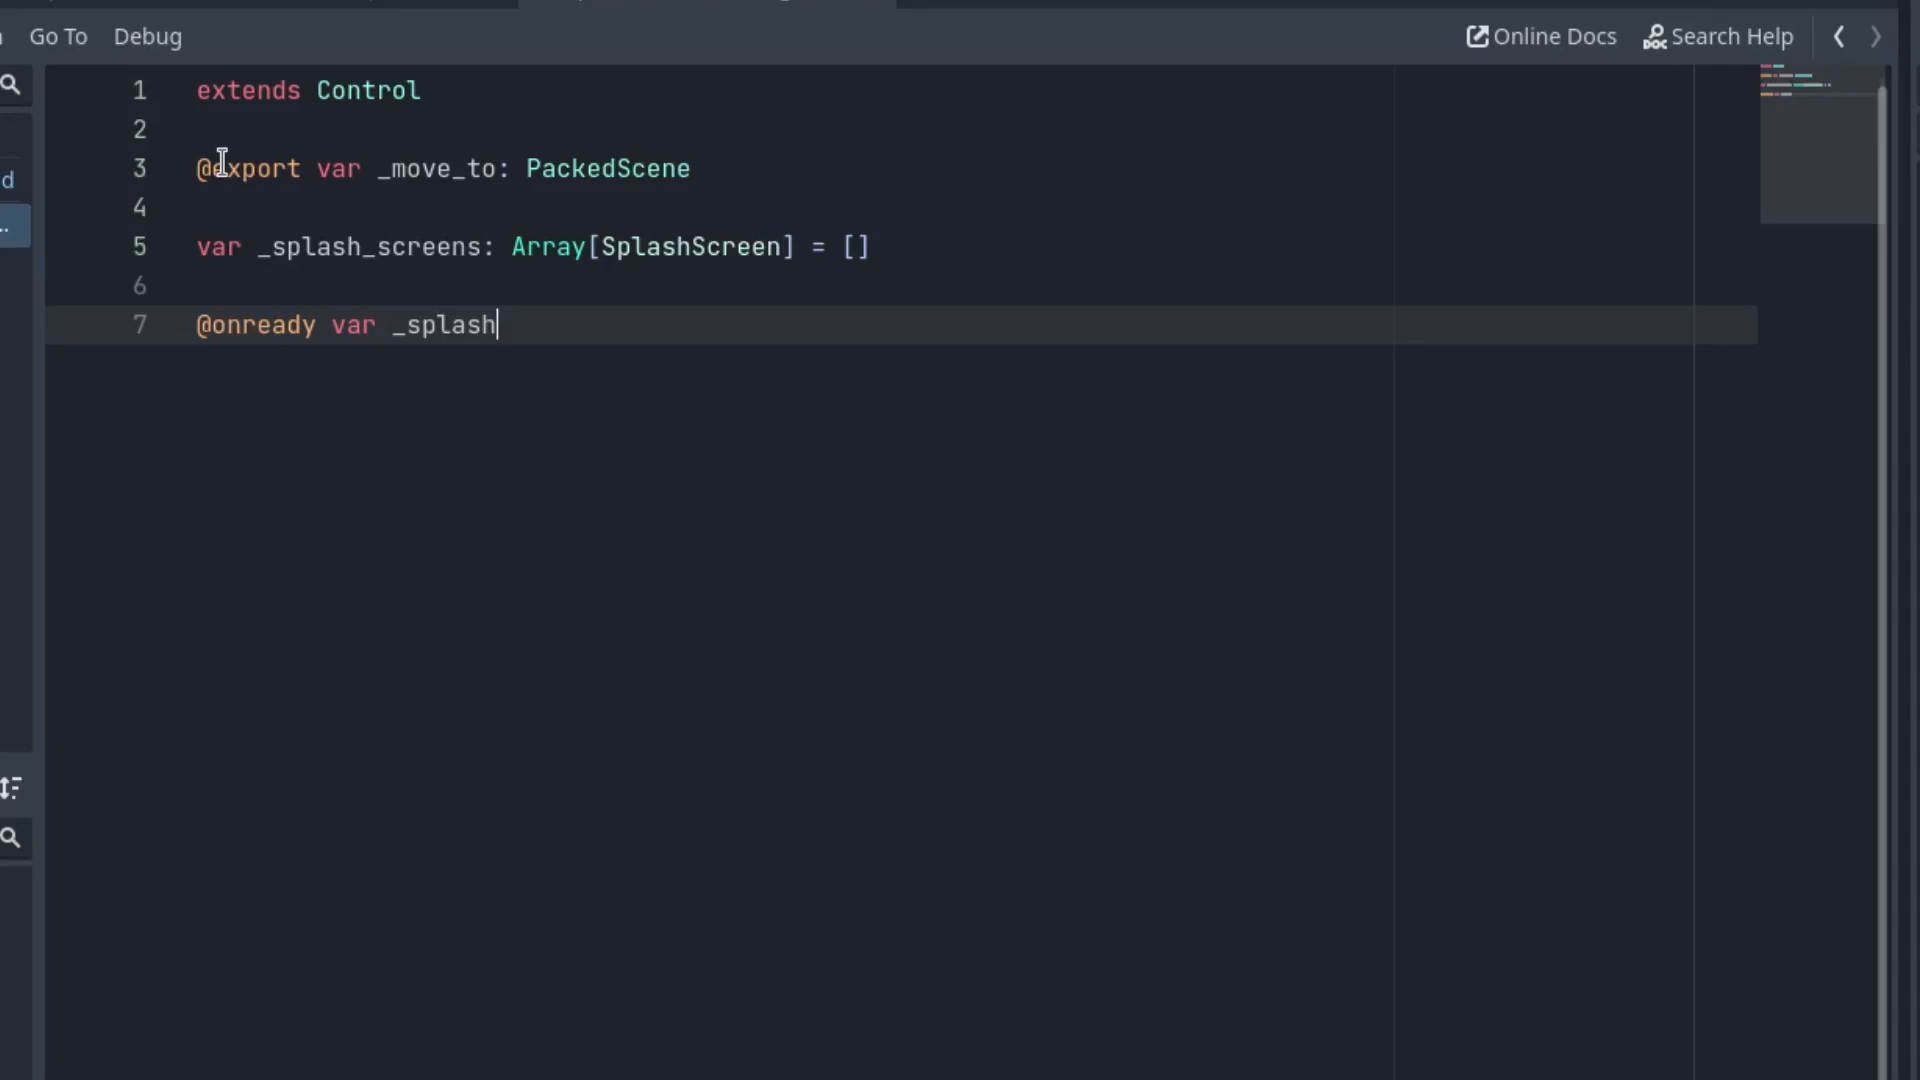 Go To Debug Online Docs Search Help
1 extends Control
2
3 @export var _move_to: PackedScene
4
5 var _splash_screens: Array[SplashScreen] = []
6
7 @onready var _splash
d
..